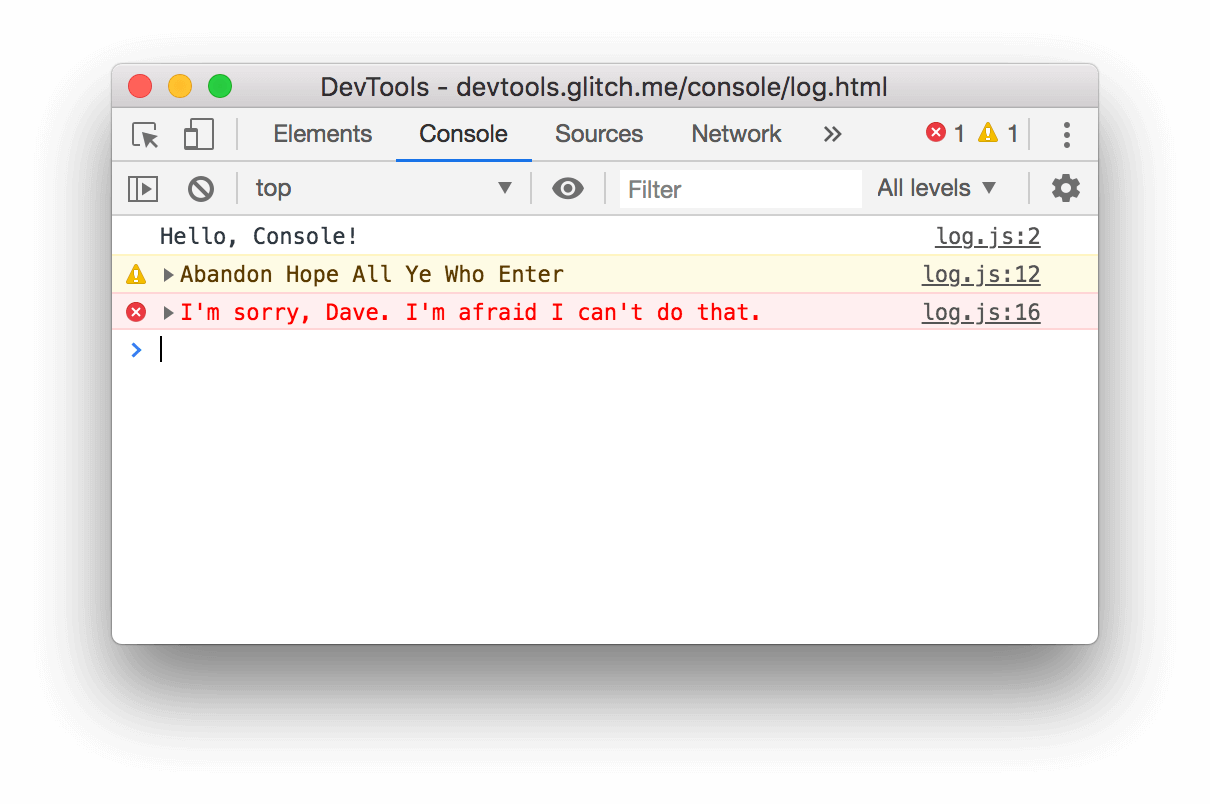 DevTools - devtools.glitch.me/console/log.html
Elements Console Sources Network 1 1
top Filter All levels
Hello, Console! log.js:2
Abandon Hope All Ye Who Enter log.js:12
I'm sorry, Dave. I'm afraid I can't do that. log.js:16